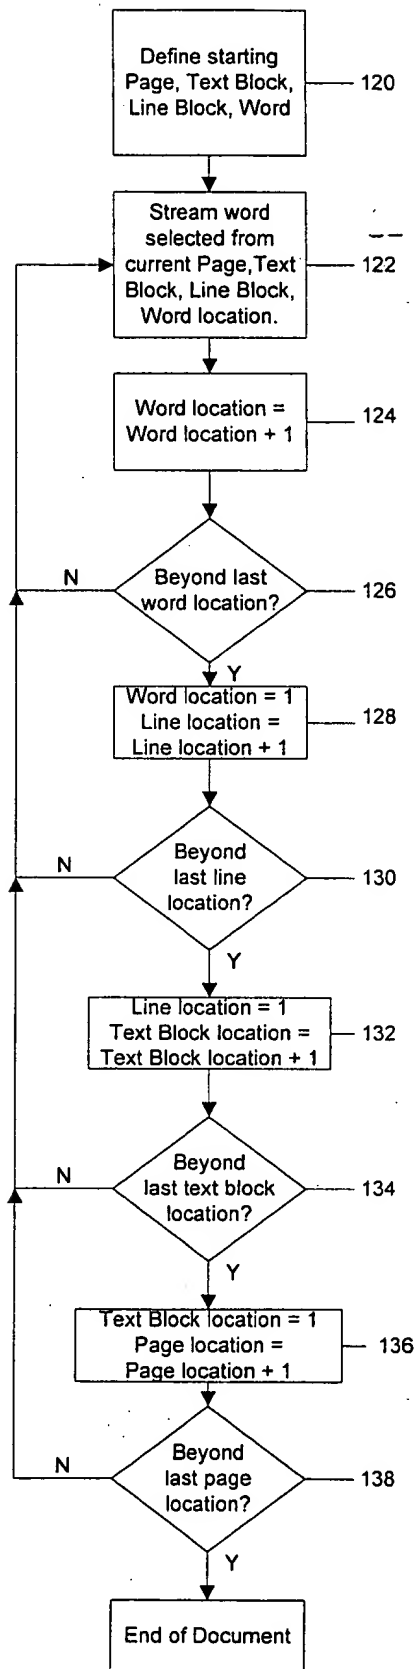 Define starting
Page, Text Block,
Line Block, Word
120
Stream word
selected from
current Page,Text
Block, Line Block,
Word location.
122
Word location =
Word location + 1
124
Beyond last
word location?
126
N
Y
Word location = 1
Line location =
Line location + 1
128
Beyond
last line
location?
130
N
Y
Line location = 1
Text Block location =
Text Block location + 1
132
Beyond
last text block
location?
134
N
Y
Text Block location = 1
Page location =
Page location + 1
136
Beyond
last page
location?
138
N
Y
End of Document